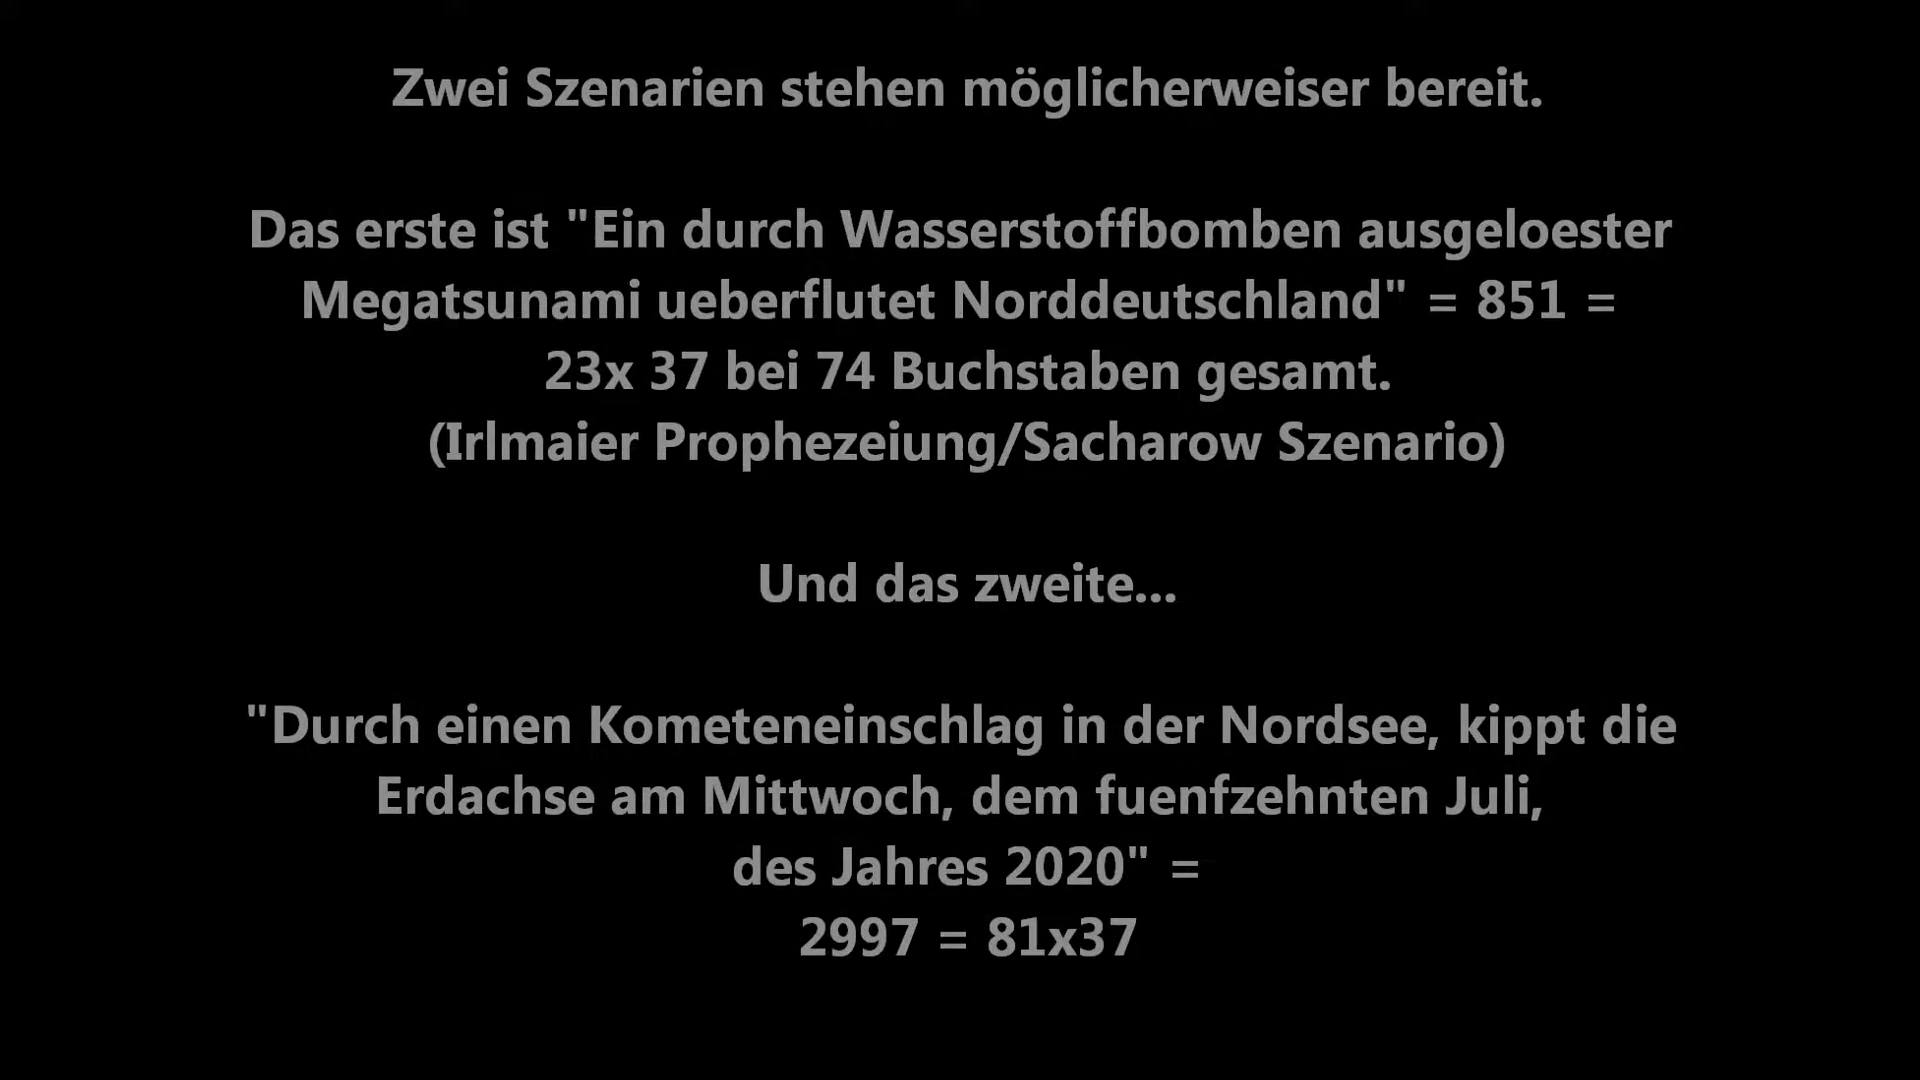 Zwei Szenarien stehen möglicherweiser bereit.
Das erste ist "Ein durch Wasserstoffbomben ausgeloester
Megatsunami ueberflutet Norddeutschland" = 851 =
23x 37 bei 74 Buchstaben gesamt.
(Irlmaier Prophezeiung/Sacharow Szenario)
Und das zweite...
"Durch einen Kometeneinschlag in der Nordsee, kippt die
Erdachse am Mittwoch, dem fuenfzehnten Juli,
des Jahres 2020" =
2997 = 81x37